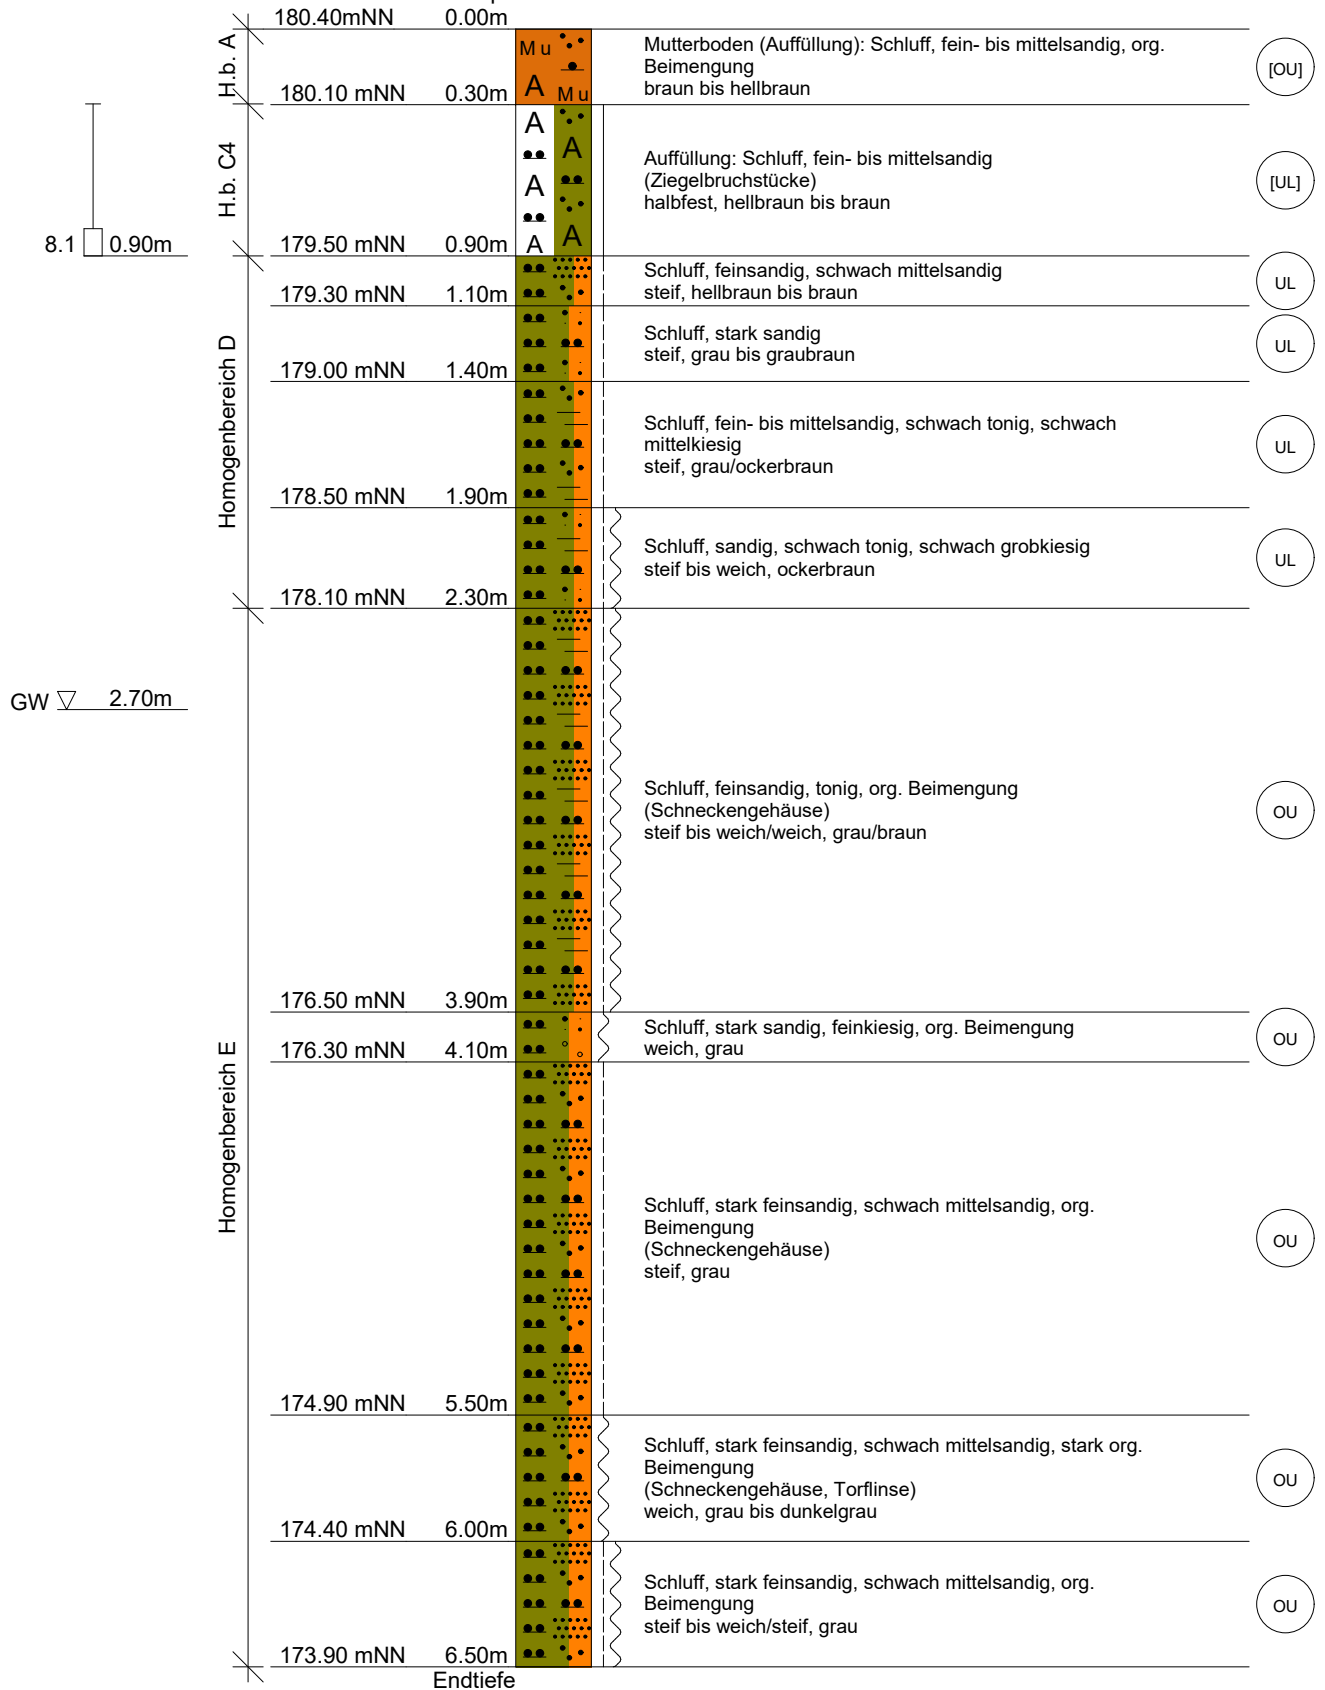 180.40mNN 0.00m
H.b. A
Mu
A
Mu
Mutterboden (Auffüllung): Schluff, fein- bis mittelsandig, org.
Beimengung
braun bis hellbraun
[OU]
180.10 mNN 0.30m
H.b. C4
A
A
A
A
A
Auffüllung: Schluff, fein- bis mittelsandig
(Ziegelbruchstücke)
halbfest, hellbraun bis braun
[UL]
8.1 0.90m
179.50 mNN 0.90m
Homogenbereich D
Schluff, feinsandig, schwach mittelsandig
steif, hellbraun bis braun
UL
179.30 mNN 1.10m
Schluff, stark sandig
steif, grau bis graubraun
UL
179.00 mNN 1.40m
Schluff, fein- bis mittelsandig, schwach tonig, schwach
mittelkiesig
steif, grau/ockerbraun
UL
178.50 mNN 1.90m
Schluff, sandig, schwach tonig, schwach grobkiesig
steif bis weich, ockerbraun
UL
178.10 mNN 2.30m
GW 2.70m
Homogenbereich E
Schluff, feinsandig, tonig, org. Beimengung
(Schneckengehäuse)
steif bis weich/weich, grau/braun
OU
176.50 mNN 3.90m
Schluff, stark sandig, feinkiesig, org. Beimengung
weich, grau
OU
176.30 mNN 4.10m
Schluff, stark feinsandig, schwach mittelsandig, org.
Beimengung
(Schneckengehäuse)
steif, grau
OU
174.90 mNN 5.50m
Schluff, stark feinsandig, schwach mittelsandig, stark org.
Beimengung
(Schneckengehäuse, Torflinse)
weich, grau bis dunkelgrau
OU
174.40 mNN 6.00m
Schluff, stark feinsandig, schwach mittelsandig, org.
Beimengung
steif bis weich/steif, grau
OU
173.90 mNN 6.50m
Endtiefe